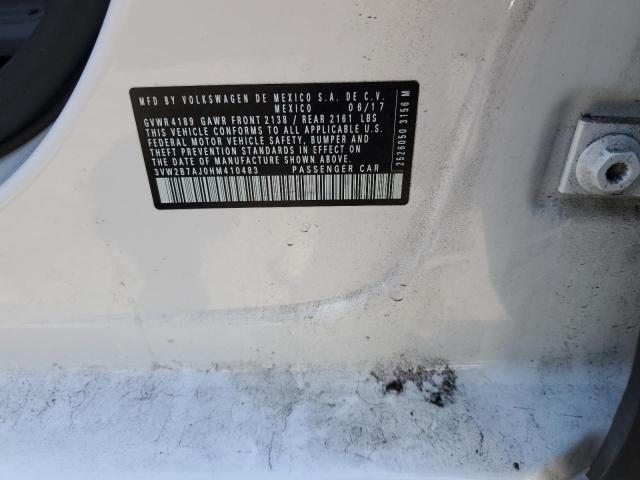 MFD BY VOLKSWAGEN DE MEXICO S.A. DE C.V.
MEXICO 06/17
GVWR 4189 GAWR FRONT 2138 / REAR 2161 LBS
THIS VEHICLE CONFORMS TO ALL APPLICABLE U.S.
FEDERAL MOTOR VEHICLE SAFETY, BUMPER AND
THEFT PREVENTION STANDARDS IN EFFECT ON
THE DATE OF MANUFACTURE SHOWN ABOVE.
3VW2B7AJ0HM410483 PASSENGER CAR
2526050 3156 M